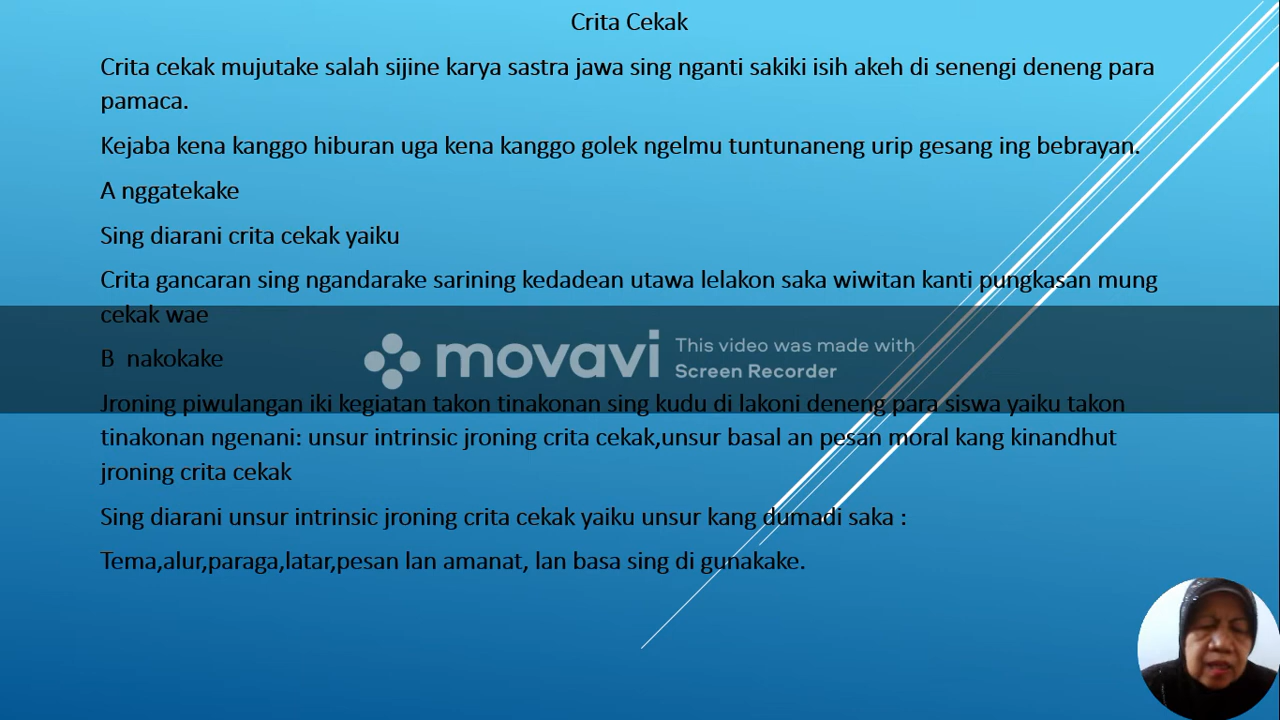 Crita Cekak
Crita cekak mujutake salah sijine karya sastra jawa sing nganti sakiki isih akeh di senengi deneng para
pamaca.
Kejaba kena kanggo hiburan uga kena kanggo golek ngelmu tuntunaneng urip gesang ing bebrayan.
A nggatekake
Sing diarani crita cekak yaiku
Crita gancaran sing ngandarake sarining kedadean utawa lelakon saka wiwitan kanti pungkasan mung
cekak wae
B  nakokake
movavi
This video was made with
Screen Recorder
Jroning piwulangan iki kegiatan takon tinakonan sing kudu di lakoni deneng para siswa yaiku takon
tinakonan ngenani: unsur intrinsic jroning crita cekak,unsur basal an pesan moral kang kinandhut
jroning crita cekak
Sing diarani unsur intrinsic jroning crita cekak yaiku unsur kang dumadi saka :
Tema,alur,paraga,latar,pesan lan amanat, lan basa sing di gunakake.